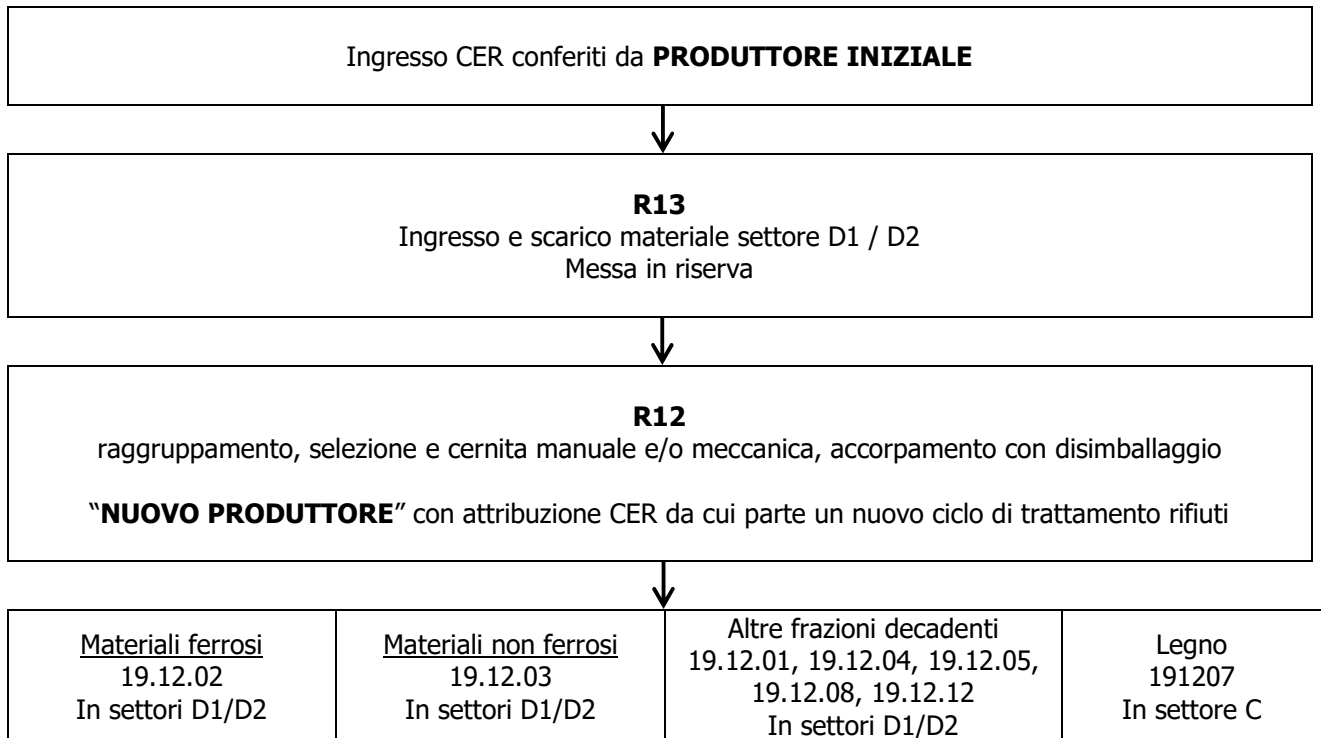 Ingresso CER conferiti da PRODUTTORE INIZIALE
R13
Ingresso e scarico materiale settore D1 / D2
Messa in riserva
R12
raggruppamento, selezione e cernita manuale e/o meccanica, accorpamento con disimballaggio
“NUOVO PRODUTTORE” con attribuzione CER da cui parte un nuovo ciclo di trattamento rifiuti
Materiali ferrosi
19.12.02
In settori D1/D2
Materiali non ferrosi
19.12.03
In settori D1/D2
Altre frazioni decadenti
19.12.01, 19.12.04, 19.12.05,
19.12.08, 19.12.12
In settori D1/D2
Legno
191207
In settore C